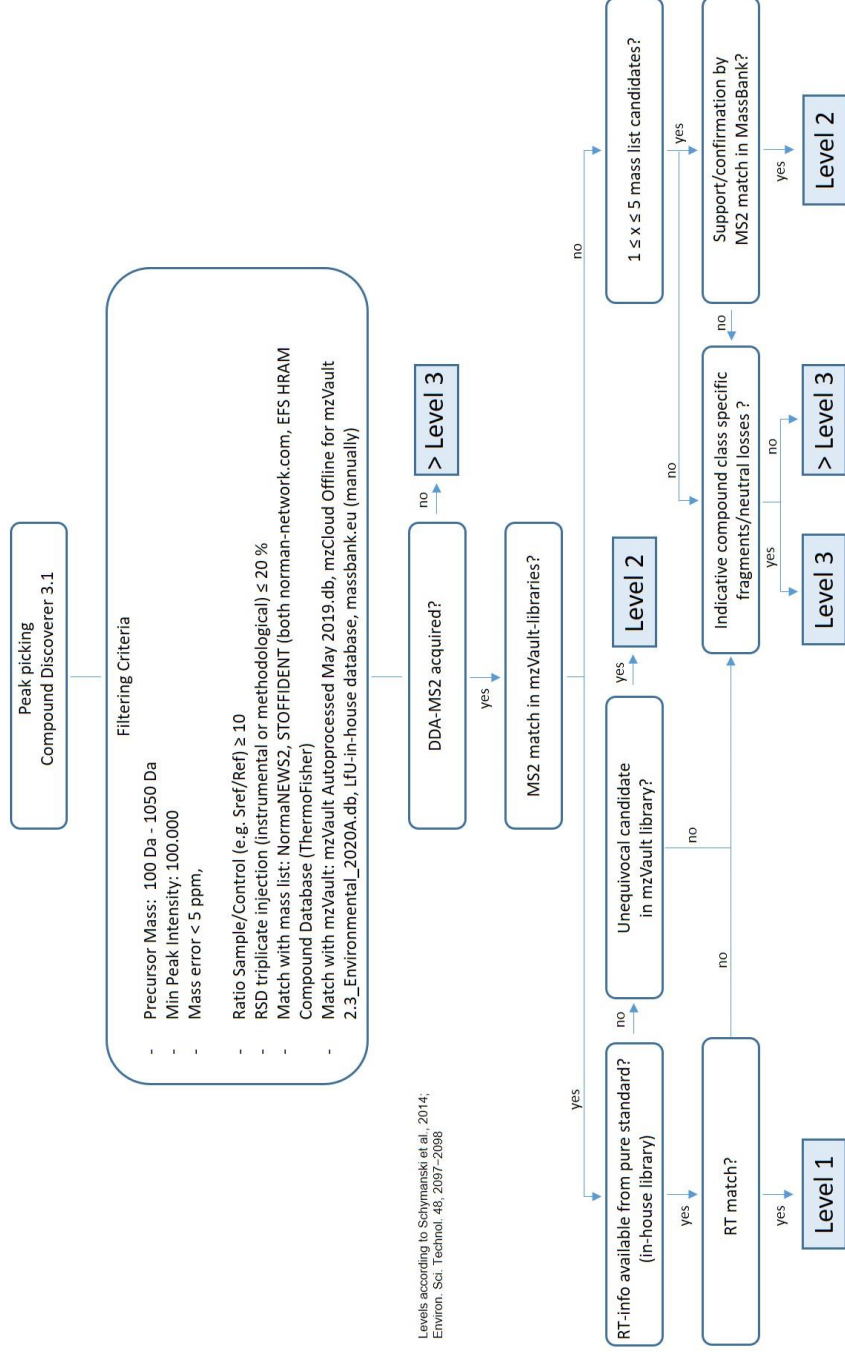 Peak picking
Compound Discoverer 3.1
Filtering Criteria
- Precursor Mass: 100 Da - 1050 Da
- Min Peak Intensity: 100.000
- Mass error < 5 ppm,
- Ratio Sample/Control (e.g. Sref/Ref) ≥ 10
- RSD triplicate injection (instrumental or methodological) ≤ 20 %
- Match with mass list: NormaNEWS2, STOFFIDENT (both norman-network.com, EFS HRAM
Compound Database (ThermoFisher)
- Match with mzVault: mzVault Autoprocessed May 2019.db, mzCloud Offline for mzVault
2.3_Environmental_2020A.db, LfU-in-house database, massbank.eu (manually)
Levels according to Schymanski et al., 2014;
Environ. Sci. Technol. 48, 2097–2098
DDA-MS2 acquired?
no
> Level 3
yes
MS2 match in mzVault-libraries?
yes
no
RT-info available from pure standard?
(in-house library)
no
Unequivocal candidate
in mzVault library?
yes
Level 2
1 ≤ x ≤ 5 mass list candidates?
yes
no
no
yes
RT match?
no
Indicative compound class specific
fragments/neutral losses ?
no
Support/confirmation by
MS2 match in MassBank?
yes
yes
no
yes
Level 1
Level 3
> Level 3
Level 2